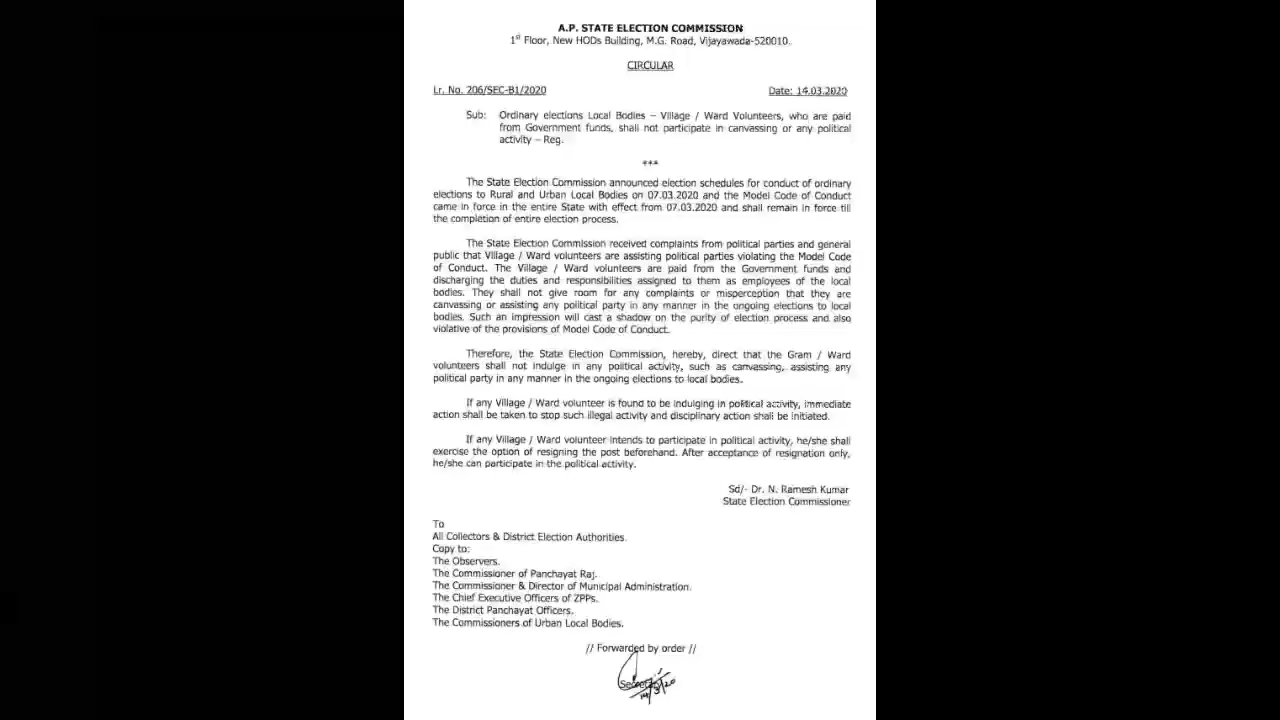 A.P. STATE ELECTION COMMISSION
1st Floor, New HODs Building, M.G. Road, Vijayawada-520010.
CIRCULAR
Lr. No. 206/SEC-B1/2020 Date: 14.03.2020
Sub: Ordinary elections Local Bodies – Village / Ward Volunteers, who are paid
from Government funds, shall not participate in canvassing or any political
activity – Reg.
***
The State Election Commission announced election schedules for conduct of ordinary
elections to Rural and Urban Local Bodies on 07.03.2020 and the Model Code of Conduct
came in force in the entire State with effect from 07.03.2020 and shall remain in force till
the completion of entire election process.
The State Election Commission received complaints from political parties and general
public that Village / Ward volunteers are assisting political parties violating the Model Code
of Conduct. The Village / Ward volunteers are paid from the Government funds and
discharging the duties and responsibilities assigned to them as employees of the local
bodies. They shall not give room for any complaints or misperception that they are
canvassing or assisting any political party in any manner in the ongoing elections to local
bodies. Such an impression will cast a shadow on the purity of election process and also
violative of the provisions of Model Code of Conduct.
Therefore, the State Election Commission, hereby, direct that the Gram / Ward
volunteers shall not indulge in any political activity, such as canvassing, assisting any
political party in any manner in the ongoing elections to local bodies.
If any Village / Ward volunteer is found to be indulging in political activity, immediate
action shall be taken to stop such illegal activity and disciplinary action shall be initiated.
If any Village / Ward volunteer intends to participate in political activity, he/she shall
exercise the option of resigning the post beforehand. After acceptance of resignation only,
he/she can participate in the political activity.
Sd/- Dr. N. Ramesh Kumar
State Election Commissioner
To
All Collectors & District Election Authorities.
Copy to:
The Observers.
The Commissioner of Panchayat Raj.
The Commissioner & Director of Municipal Administration.
The Chief Executive Officers of ZPPs.
The District Panchayat Officers.
The Commissioners of Urban Local Bodies.
// Forwarded by order //
Secretary
14/3/20